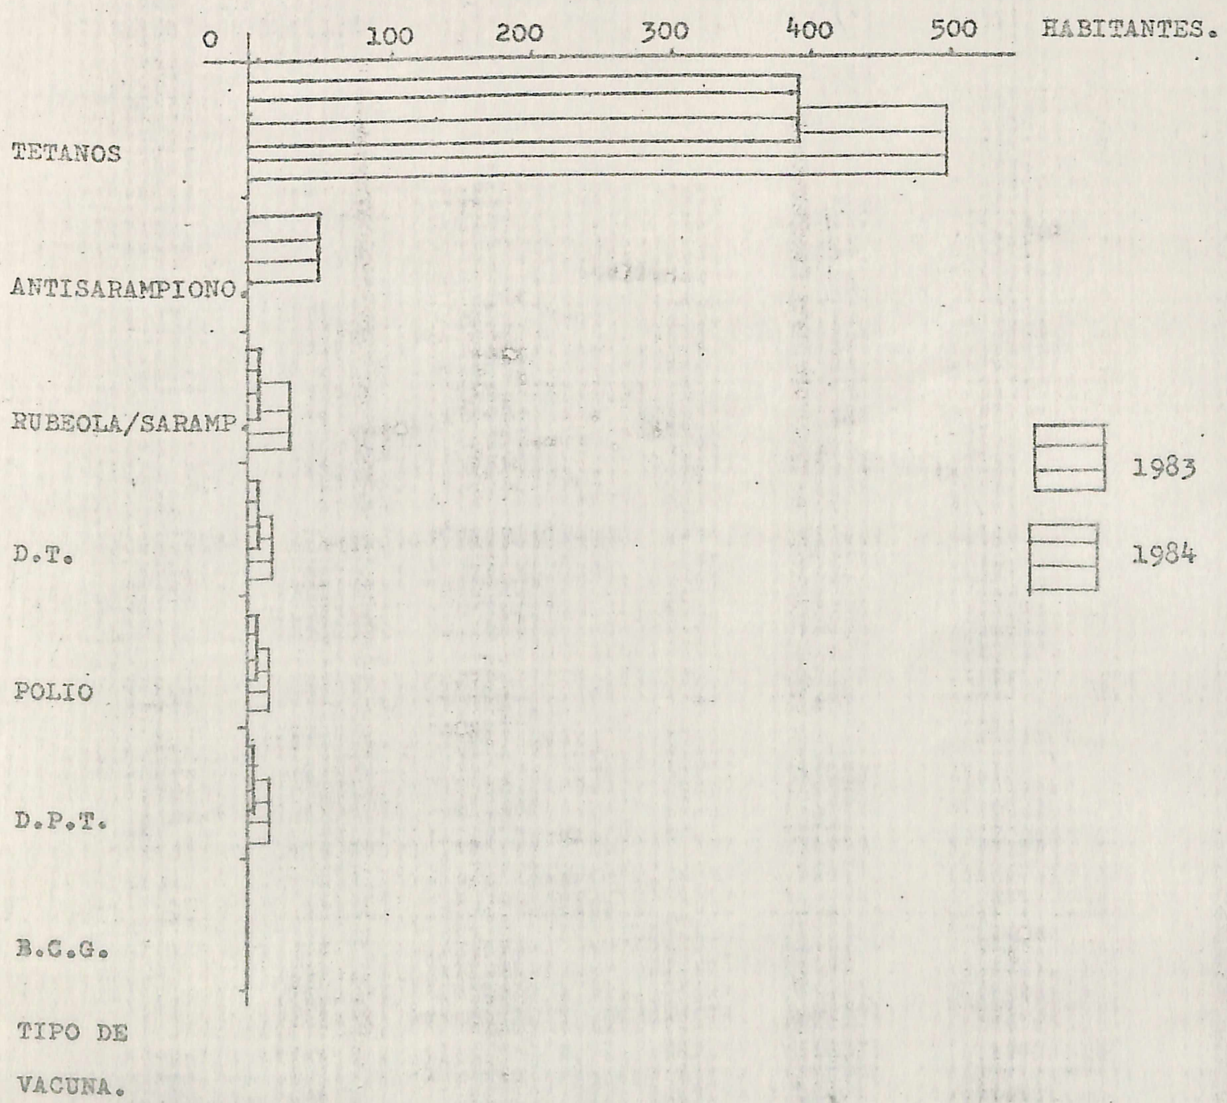 0 100 200 300 400 500 HABITANTES.
TETANOS
ANTISARAMPIONO.
RUBEOLA/SARAMP.
1983
D.T.
1984
POLIO
D.P.T.
B.C.G.
TIPO DE
VACUNA.